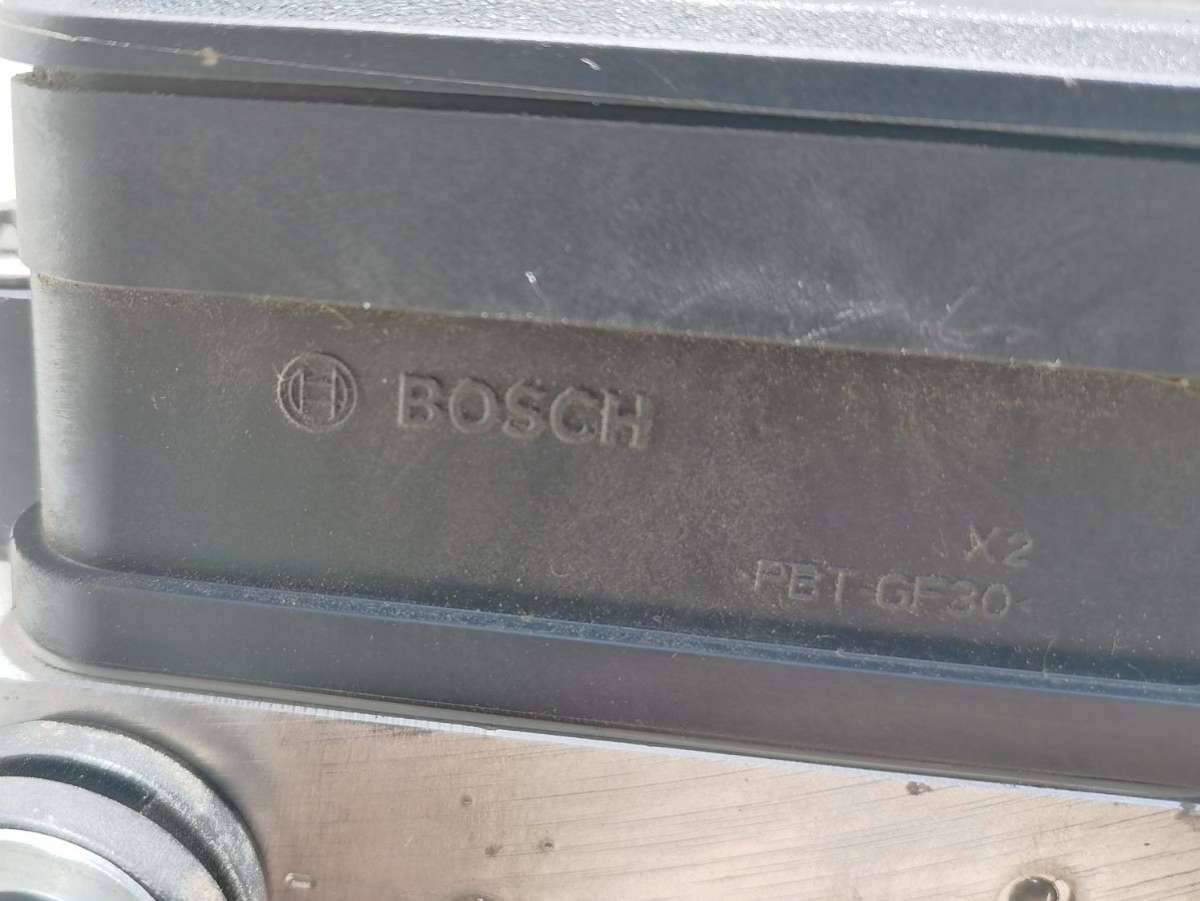 BOSCH
X2
>PBT-GF30<